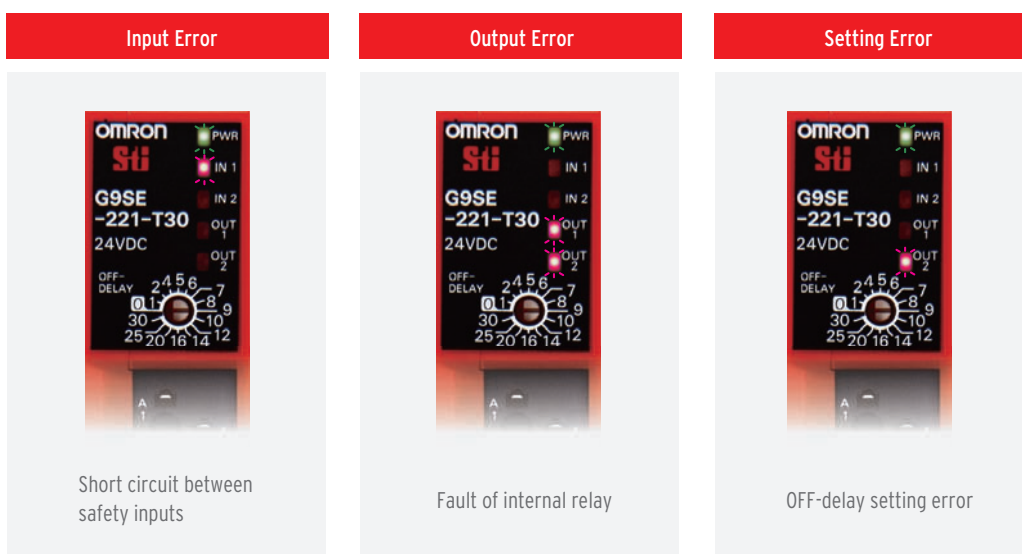 Input Error
OMRON
PWR
Sti
IN 1
G9SE
IN 2
-221-T30
OUT
1
24VDC
OUT
2
OFF-
DELAY
2 4 5 6
7
0 1
8
9
30
10
25 20 16 14 12
A
1
Short circuit between
safety inputs
Output Error
OMRON
PWR
Sti
IN 1
G9SE
IN 2
-221-T30
OUT
1
24VDC
OUT
2
OFF-
DELAY
2 4 5 6
7
0 1
8
9
30
10
25 20 16 14 12
A
1
Fault of internal relay
Setting Error
OMRON
PWR
Sti
IN 1
G9SE
IN 2
-221-T30
OUT
1
24VDC
OUT
2
OFF-
DELAY
2 4 5 6
7
0 1
8
9
30
10
25 20 16 14 12
A
1
OFF-delay setting error